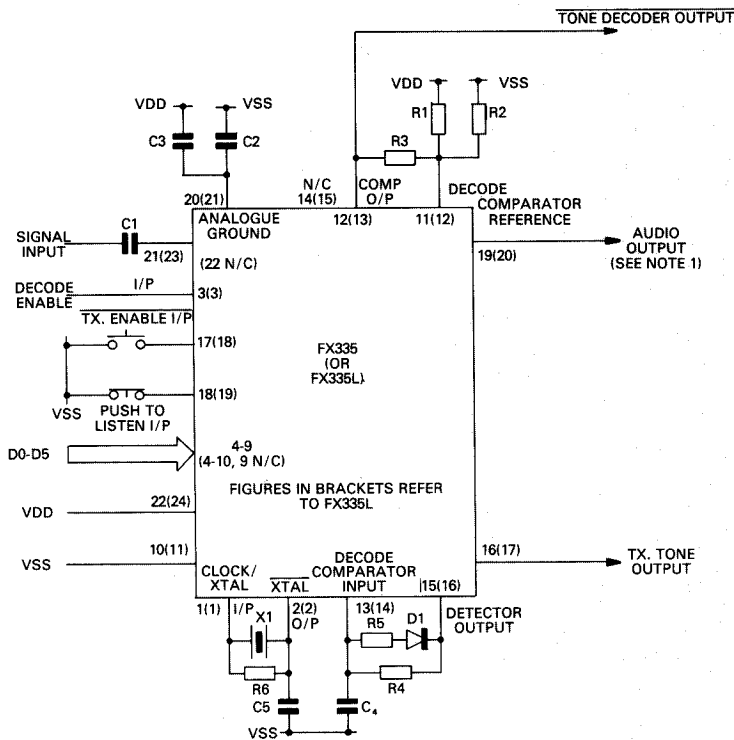 TONE DECODER OUTPUT
VDD
VSS
R1
R2
VDD
VSS
C3
C2
R3
20(21)
N/C
14(15)
COMP
O/P
12(13)
11(12)
DECODE
COMPARATOR
REFERENCE
ANALOGUE
GROUND
C1
SIGNAL
INPUT
21(23)
(22 N/C)
19(20)
AUDIO
OUTPUT
(SEE NOTE 1)
DECODE
ENABLE
I/P
3(3)
TX. ENABLE I/P
17(18)
FX335
(OR
FX335L)
18(19)
VSS
PUSH TO
LISTEN I/P
D0-D5
4-9
(4-10, 9 N/C)
FIGURES IN BRACKETS REFER
TO FX335L
VDD
22(24)
VSS
10(11)
16(17)
TX. TONE
OUTPUT
CLOCK/
XTAL
XTAL
DECODE
COMPARATOR
INPUT
15(16)
1(1)
I/P
2(2)
O/P
13(14)
DETECTOR
OUTPUT
X1
R5
D1
R6
R4
C5
C4
VSS